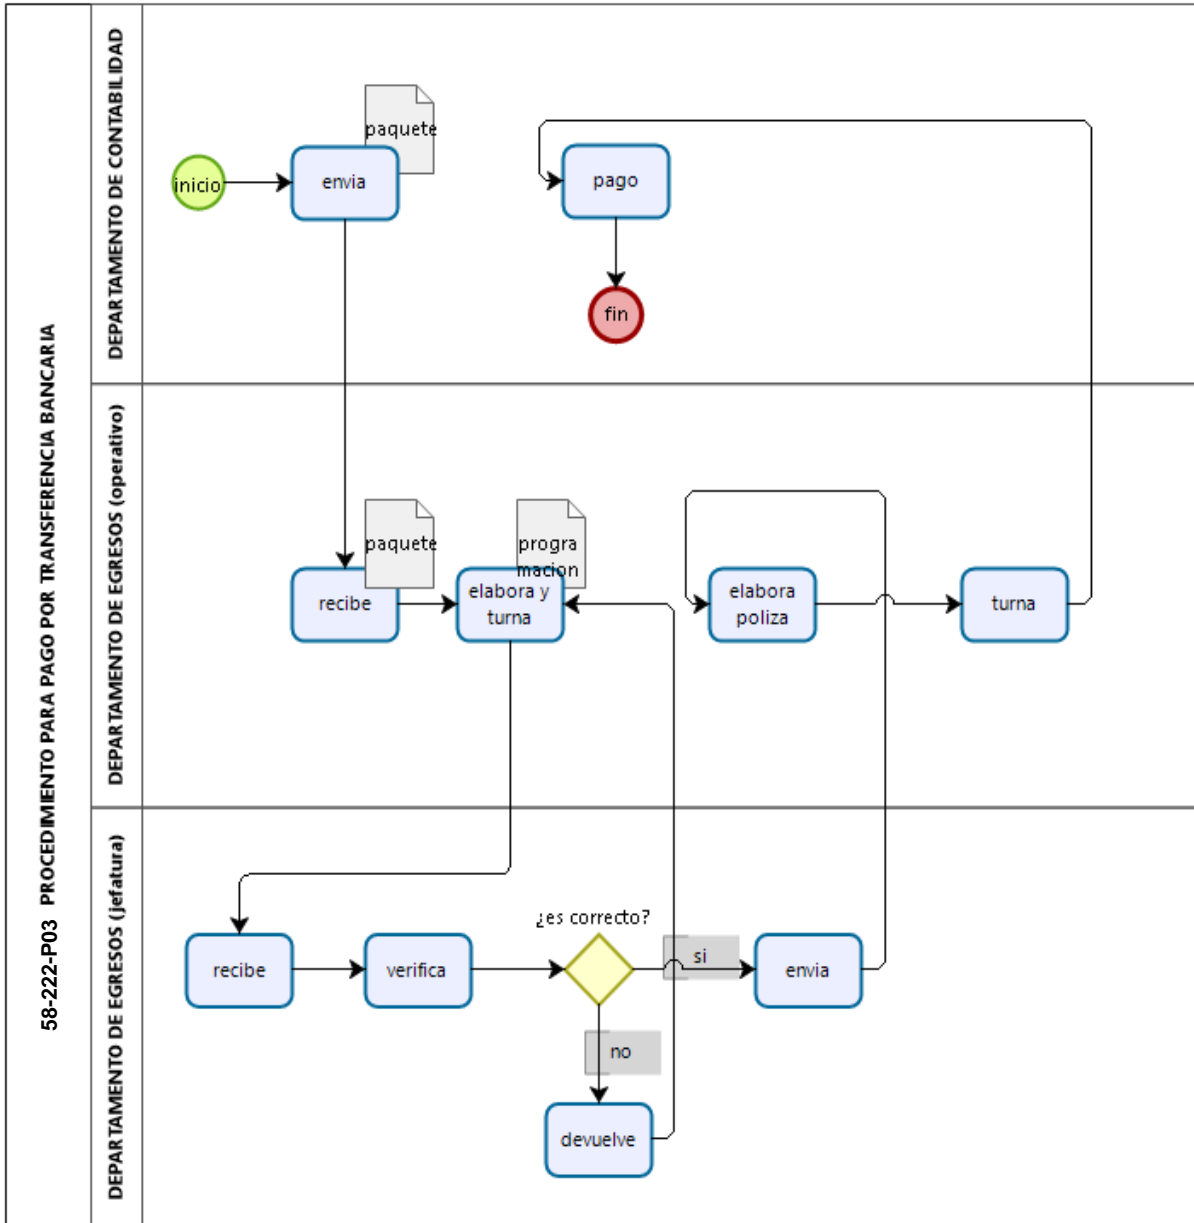 58-222-P03 PROCEDIMIENTO PARA PAGO POR TRANSFERENCIA BANCARIA
DEPARTAMENTO DE CONTABILIDAD
paquete
inicio
envia
pago
fin
DEPARTAMENTO DE EGRESOS (operativo)
paquete
progra
macion
recibe
elabora y
turna
elabora
poliza
turna
DEPARTAMENTO DE EGRESOS (jefatura)
¿es correcto?
recibe
verifica
si
envia
no
devuelve